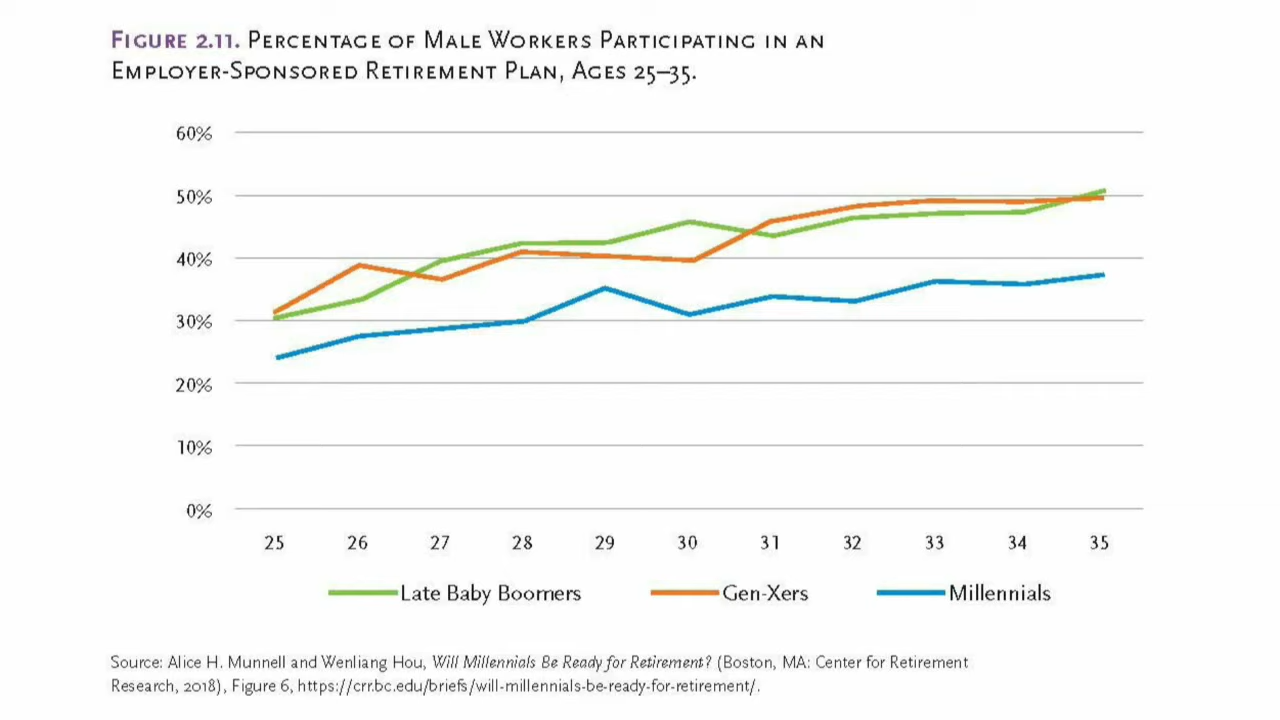 FIGURE 2.11. PERCENTAGE OF MALE WORKERS PARTICIPATING IN AN
EMPLOYER-SPONSORED RETIREMENT PLAN, AGES 25–35.
60%
50%
40%
30%
20%
10%
0%
25 26 27 28 29 30 31 32 33 34 35
Late Baby Boomers Gen-Xers Millennials
Source: Alice H. Munnell and Wenliang Hou, Will Millennials Be Ready for Retirement? (Boston, MA: Center for Retirement
Research, 2018), Figure 6, https://crr.bc.edu/briefs/will-millennials-be-ready-for-retirement/.